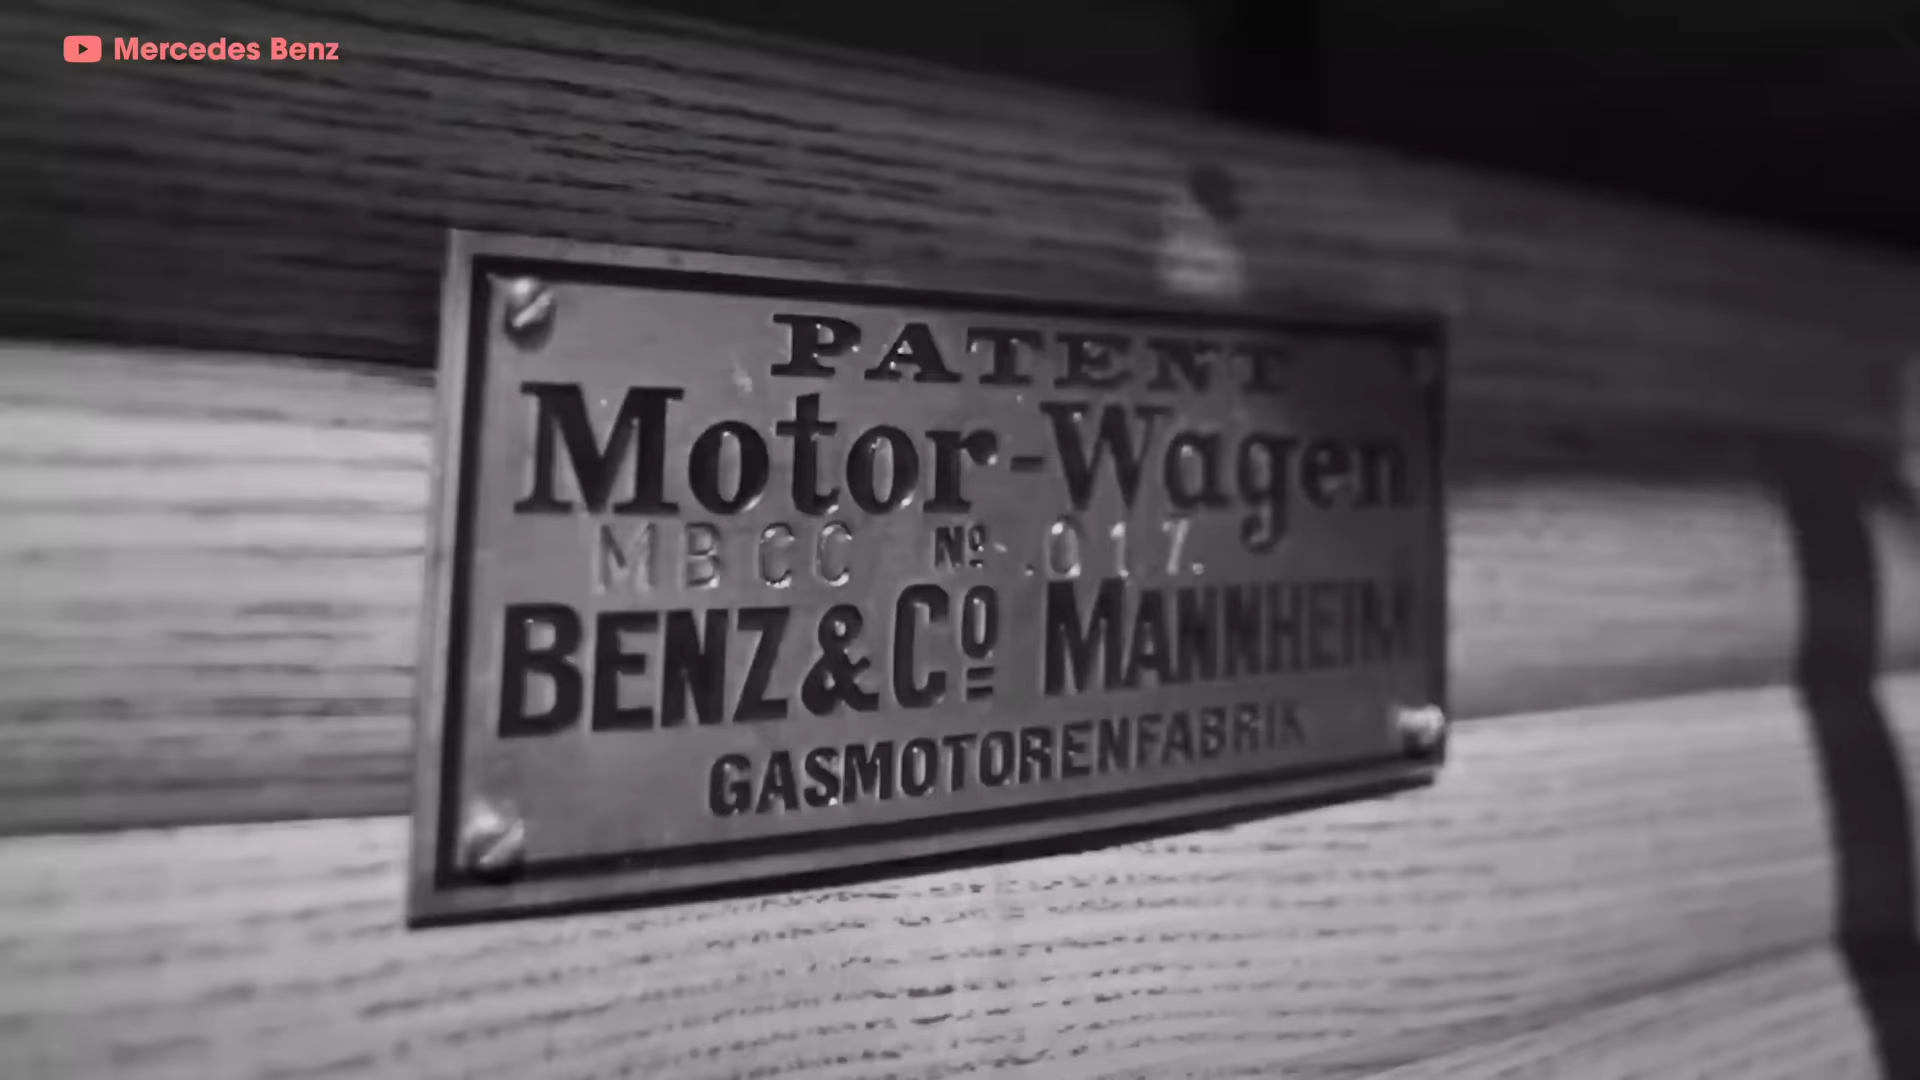 Mercedes Benz
PATENT
Motor-Wagen
MBCC Nº .017.
BENZ & Cº MANNHEIM
GASMOTORENFABRIK